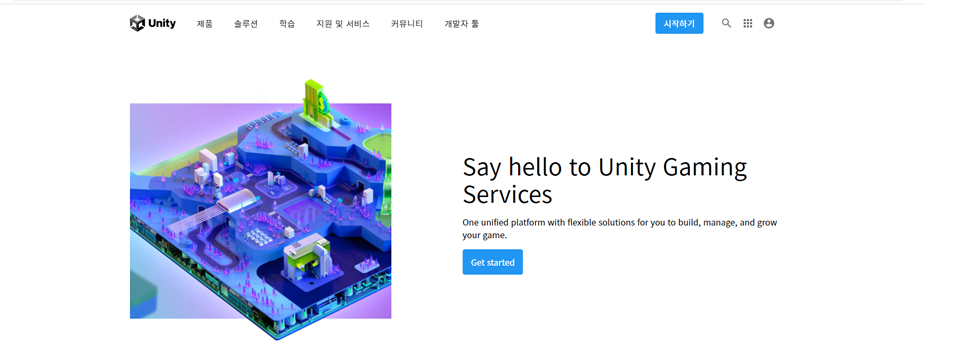 Unity 제품 솔루션 학습 지원 및 서비스 커뮤니티 개발자 툴 시작하기
Say hello to Unity Gaming
Services
One unified platform with flexible solutions for you to build, manage, and grow
your game.
Get started